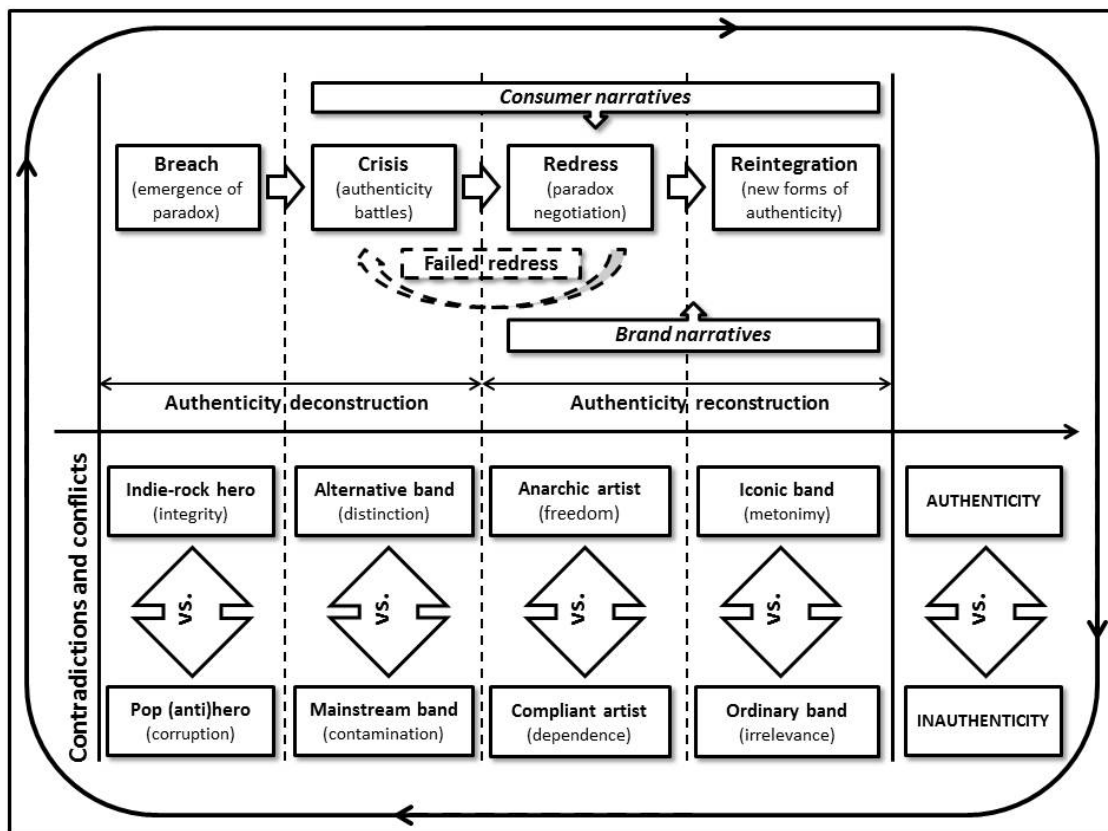 Consumer narratives
Breach
(emergence of
paradox)
Crisis
(authenticity
battles)
Redress
(paradox
negotiation)
Reintegration
(new forms of
authenticity)
Failed redress
Brand narratives
Authenticity deconstruction
Authenticity reconstruction
Contradictions and conflicts
Indie-rock hero
(integrity)
Alternative band
(distinction)
Anarchic artist
(freedom)
Iconic band
(metonimy)
AUTHENTICITY
vs.
vs.
vs.
vs.
vs.
Pop (anti)hero
(corruption)
Mainstream band
(contamination)
Compliant artist
(dependence)
Ordinary band
(irrelevance)
INAUTHENTICITY